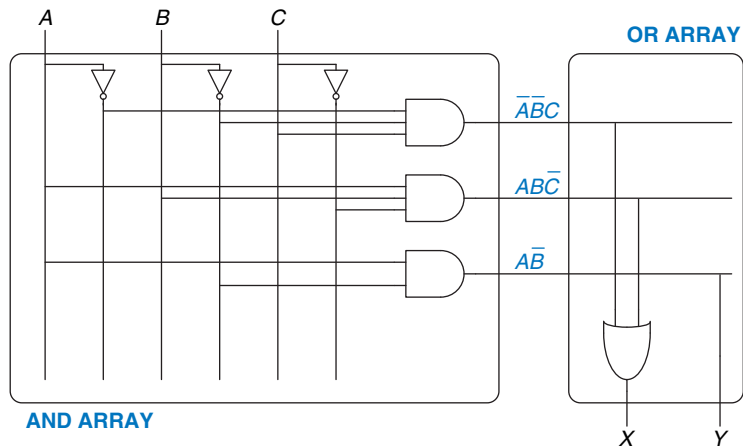 A B C
OR ARRAY
A̅B̅C
ABC̅
AB̅
AND ARRAY
X Y